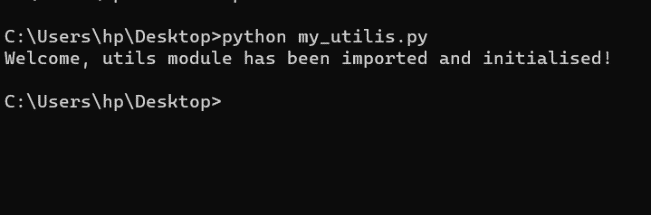 C:\Users\hp\Desktop>python my_utilis.py
Welcome, utils module has been imported and initialised!
C:\Users\hp\Desktop>